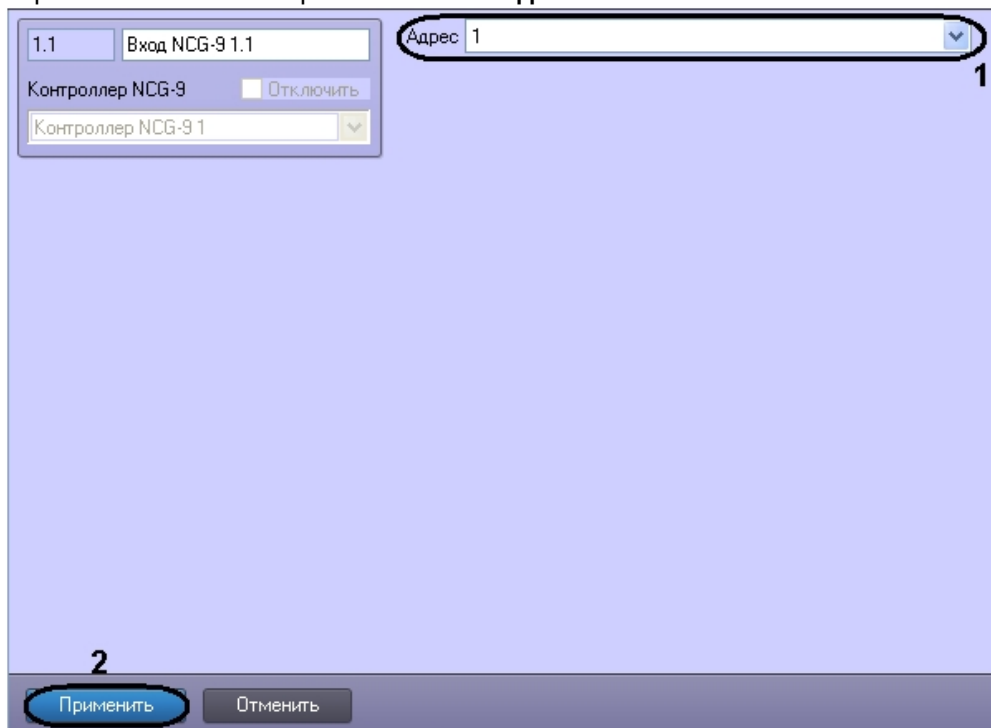 1.1 Вход NCG-9 1.1
Адрес 1
1
Контроллер NCG-9 Отключить
Контроллер NCG-9 1
2
Применить Отменить